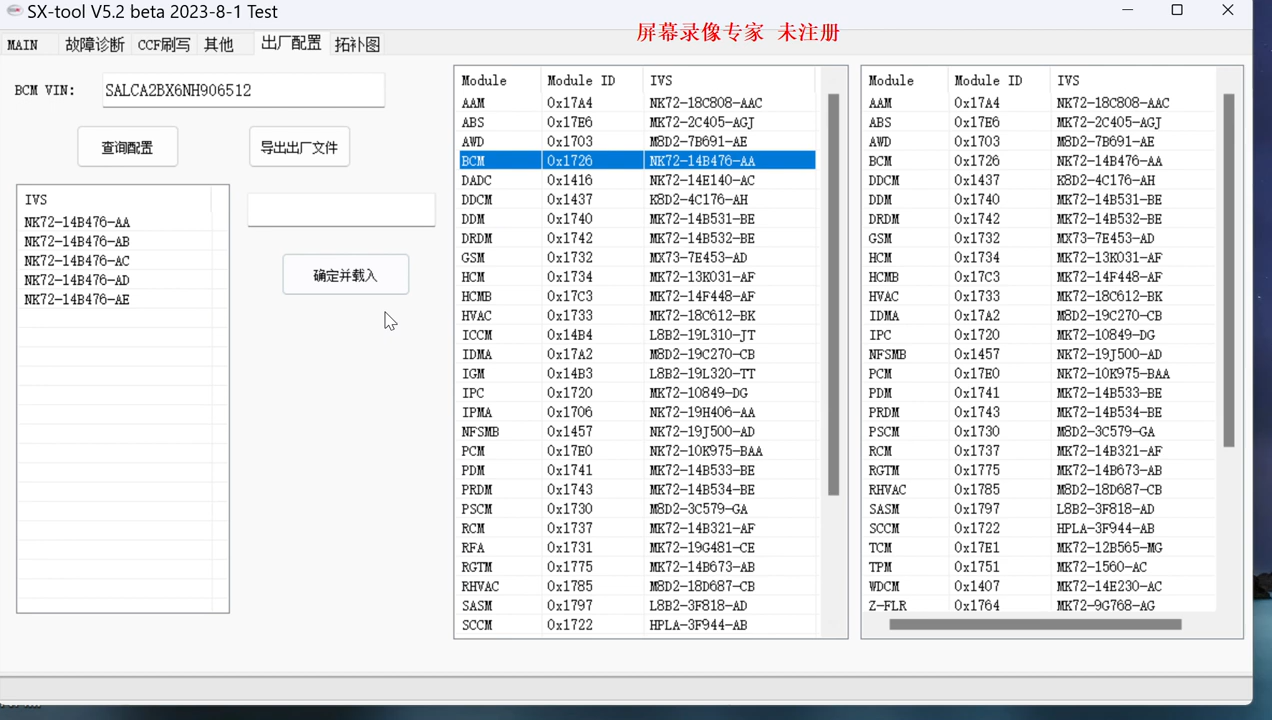 SX-tool V5.2 beta 2023-8-1 Test
屏幕录像专家 未注册
MAIN 故障诊断 CCF刷写 其他 出厂配置 拓补图
BCM VIN: SALCA2BX6NH906512
查询配置 导出出厂文件
IVS
NK72-14B476-AA
NK72-14B476-AB
NK72-14B476-AC
NK72-14B476-AD
NK72-14B476-AE
确定并载入
Module Module ID IVS
AAM 0x17A4 NK72-18C808-AAC
ABS 0x17E6 MK72-2C405-AGJ
AWD 0x1703 M8D2-7B691-AE
BCM 0x1726 NK72-14B476-AA
DADC 0x1416 NK72-14E140-AC
DDCM 0x1437 K8D2-4C176-AH
DDM 0x1740 MK72-14B531-BE
DRDM 0x1742 MK72-14B532-BE
GSM 0x1732 MX73-7E453-AD
HCM 0x1734 MK72-13K031-AF
HCMB 0x17C3 MK72-14F448-AF
HVAC 0x1733 MK72-18C612-BK
ICCM 0x14B4 L8B2-19L310-JT
IDMA 0x17A2 M8D2-19C270-CB
IGM 0x14B3 L8B2-19L320-TT
IPC 0x1720 MK72-10849-DG
IPMA 0x1706 NK72-19H406-AA
NFSMB 0x1457 NK72-19J500-AD
PCM 0x17E0 NK72-10K975-BAA
PDM 0x1741 MK72-14B533-BE
PRDM 0x1743 MK72-14B534-BE
PSCM 0x1730 M8D2-3C579-GA
RCM 0x1737 MK72-14B321-AF
RFA 0x1731 MK72-19G481-CE
RGTM 0x1775 MK72-14B673-AB
RHVAC 0x1785 M8D2-18D687-CB
SASM 0x1797 L8B2-3F818-AD
SCCM 0x1722 HPLA-3F944-AB
Module Module ID IVS
AAM 0x17A4 NK72-18C808-AAC
ABS 0x17E6 MK72-2C405-AGJ
AWD 0x1703 M8D2-7B691-AE
BCM 0x1726 NK72-14B476-AA
DDCM 0x1437 K8D2-4C176-AH
DDM 0x1740 MK72-14B531-BE
DRDM 0x1742 MK72-14B532-BE
GSM 0x1732 MX73-7E453-AD
HCM 0x1734 MK72-13K031-AF
HCMB 0x17C3 MK72-14F448-AF
HVAC 0x1733 MK72-18C612-BK
IDMA 0x17A2 M8D2-19C270-CB
IPC 0x1720 MK72-10849-DG
NFSMB 0x1457 NK72-19J500-AD
PCM 0x17E0 NK72-10K975-BAA
PDM 0x1741 MK72-14B533-BE
PRDM 0x1743 MK72-14B534-BE
PSCM 0x1730 M8D2-3C579-GA
RCM 0x1737 MK72-14B321-AF
RGTM 0x1775 MK72-14B673-AB
RHVAC 0x1785 M8D2-18D687-CB
SASM 0x1797 L8B2-3F818-AD
SCCM 0x1722 HPLA-3F944-AB
TCM 0x17E1 MK72-12B565-MG
TPM 0x1751 MK72-1560-AC
WDCM 0x1407 MK72-14E230-AC
Z-FLR 0x1764 MK72-9G768-AG